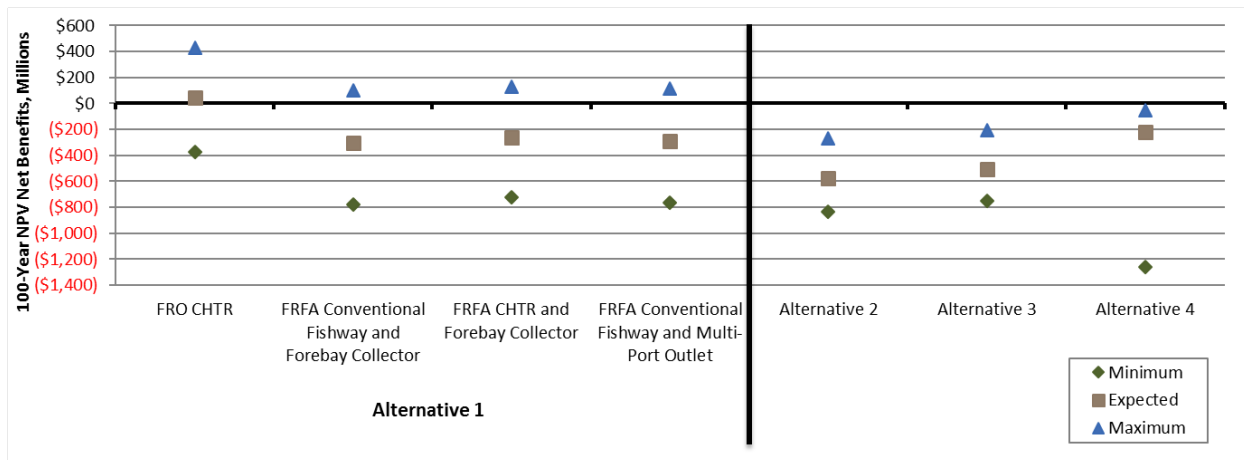 100-Year NPV Net Benefits, Millions
$600
$400
$200
$0
($200)
($400)
($600)
($800)
($1,000)
($1,200)
($1,400)
FRO CHTR
FRFA Conventional
Fishway and
Forebay Collector
FRFA CHTR and
Forebay Collector
FRFA Conventional
Fishway and Multi-
Port Outlet
Alternative 2
Alternative 3
Alternative 4
Alternative 1
Minimum
Expected
Maximum